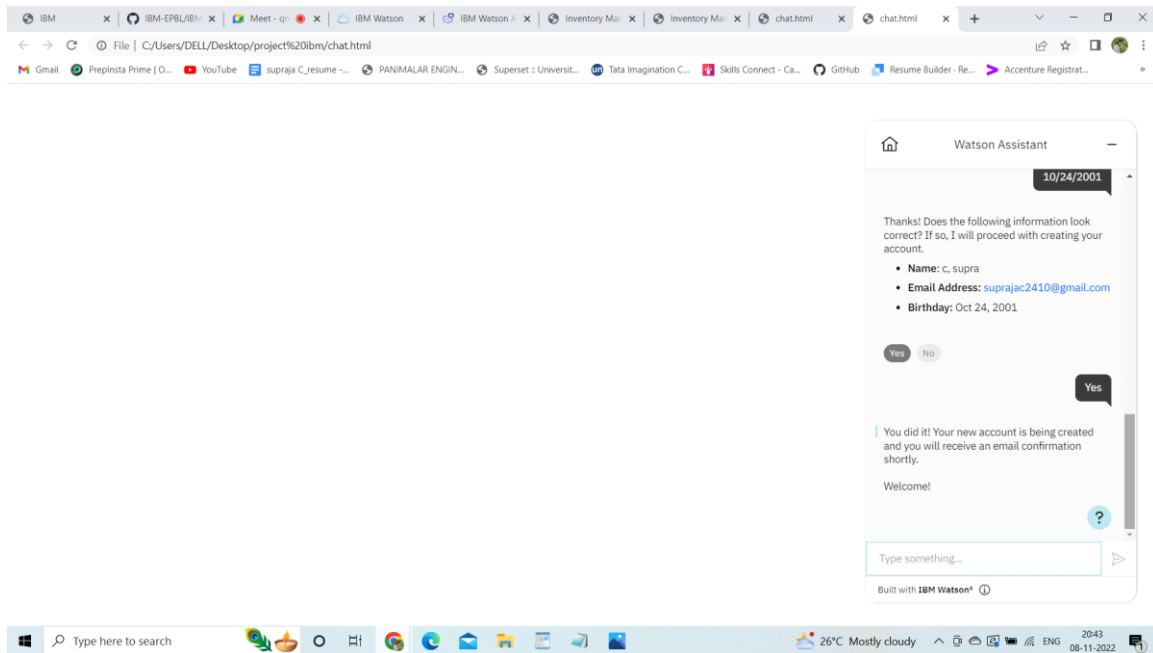 IBM
IBM-EPBL/IBM
Meet - qn
IBM Watson
IBM Watson A
Inventory Man
Inventory Man
chat.html
chat.html
File | C:/Users/DELL/Desktop/project%20ibm/chat.html
Gmail
PrepInsta Prime | O...
YouTube
supraja C_resume -...
PANIMALAR ENGIN...
Superset :: Universit...
Tata Imagination C...
Skills Connect - Ca...
GitHub
Resume Builder · Re...
Accenture Registrat...
»
Watson Assistant
10/24/2001
Thanks! Does the following information look
correct? If so, I will proceed with creating your
account.
• Name: c, supra
• Email Address: suprajac2410@gmail.com
• Birthday: Oct 24, 2001
Yes No
Yes
You did it! Your new account is being created
and you will receive an email confirmation
shortly.
Welcome!
?
Type something...
Built with IBM Watson®
Type here to search
26°C Mostly cloudy
ENG
20:43
08-11-2022